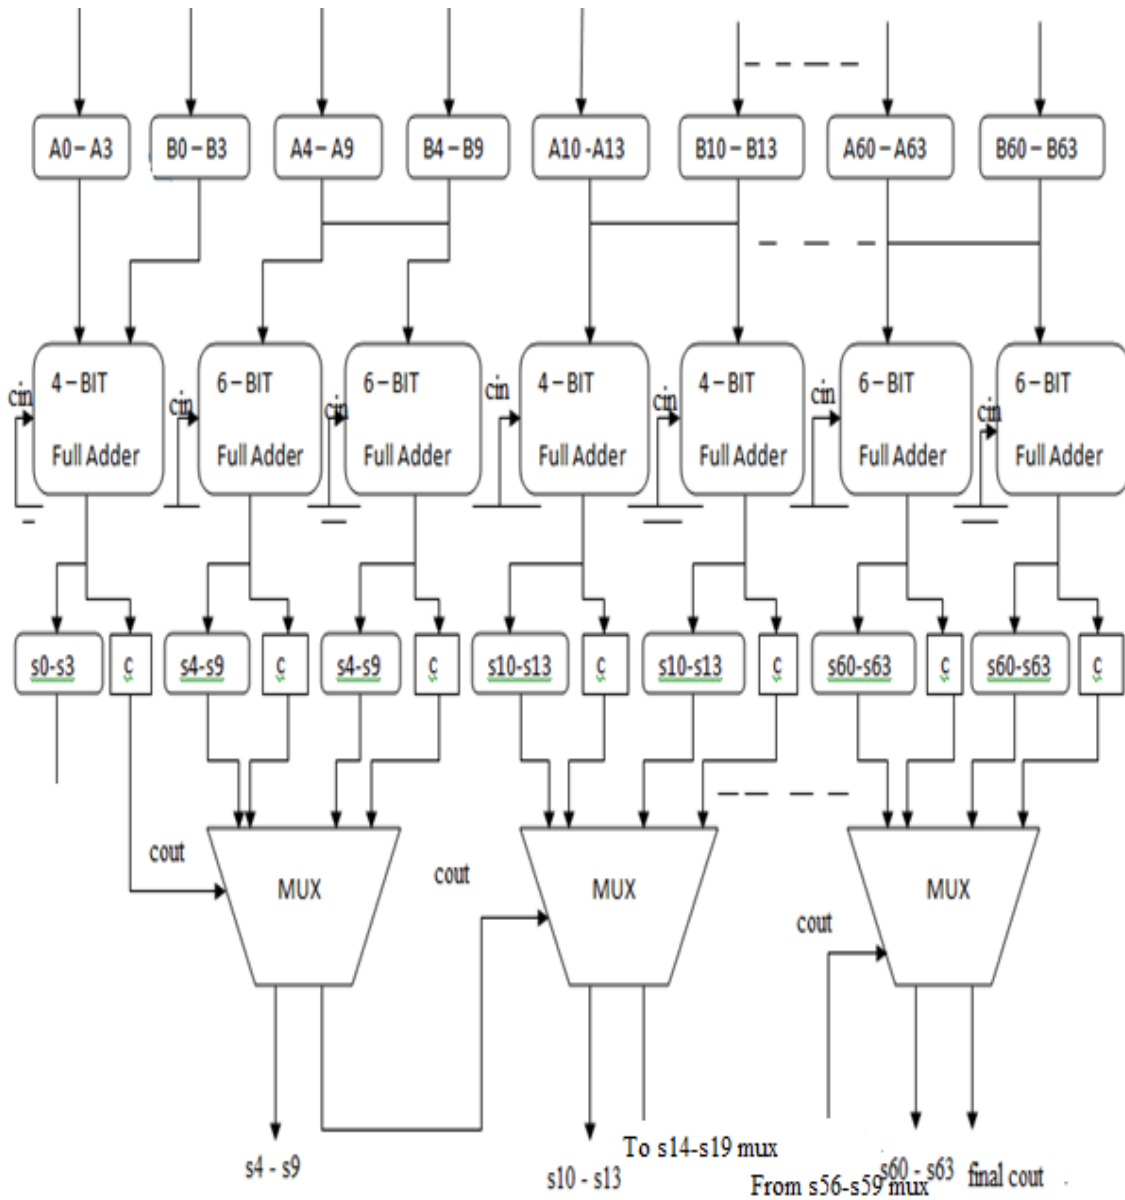 A0 – A3
B0 – B3
A4 – A9
B4 – B9
A10 -A13
B10 – B13
A60 – A63
B60 – B63
cin
4 – BIT
Full Adder
cin
6 – BIT
Full Adder
cin
6 – BIT
Full Adder
cin
4 – BIT
Full Adder
cin
4 – BIT
Full Adder
cin
6 – BIT
Full Adder
cin
6 – BIT
Full Adder
s0-s3
c
s4-s9
c
s4-s9
c
s10-s13
c
s10-s13
c
s60-s63
c
s60-s63
c
cout
MUX
cout
MUX
cout
MUX
s4 - s9
s10 - s13
To s14-s19 mux
From s56-s59 mux
s60 - s63
final cout